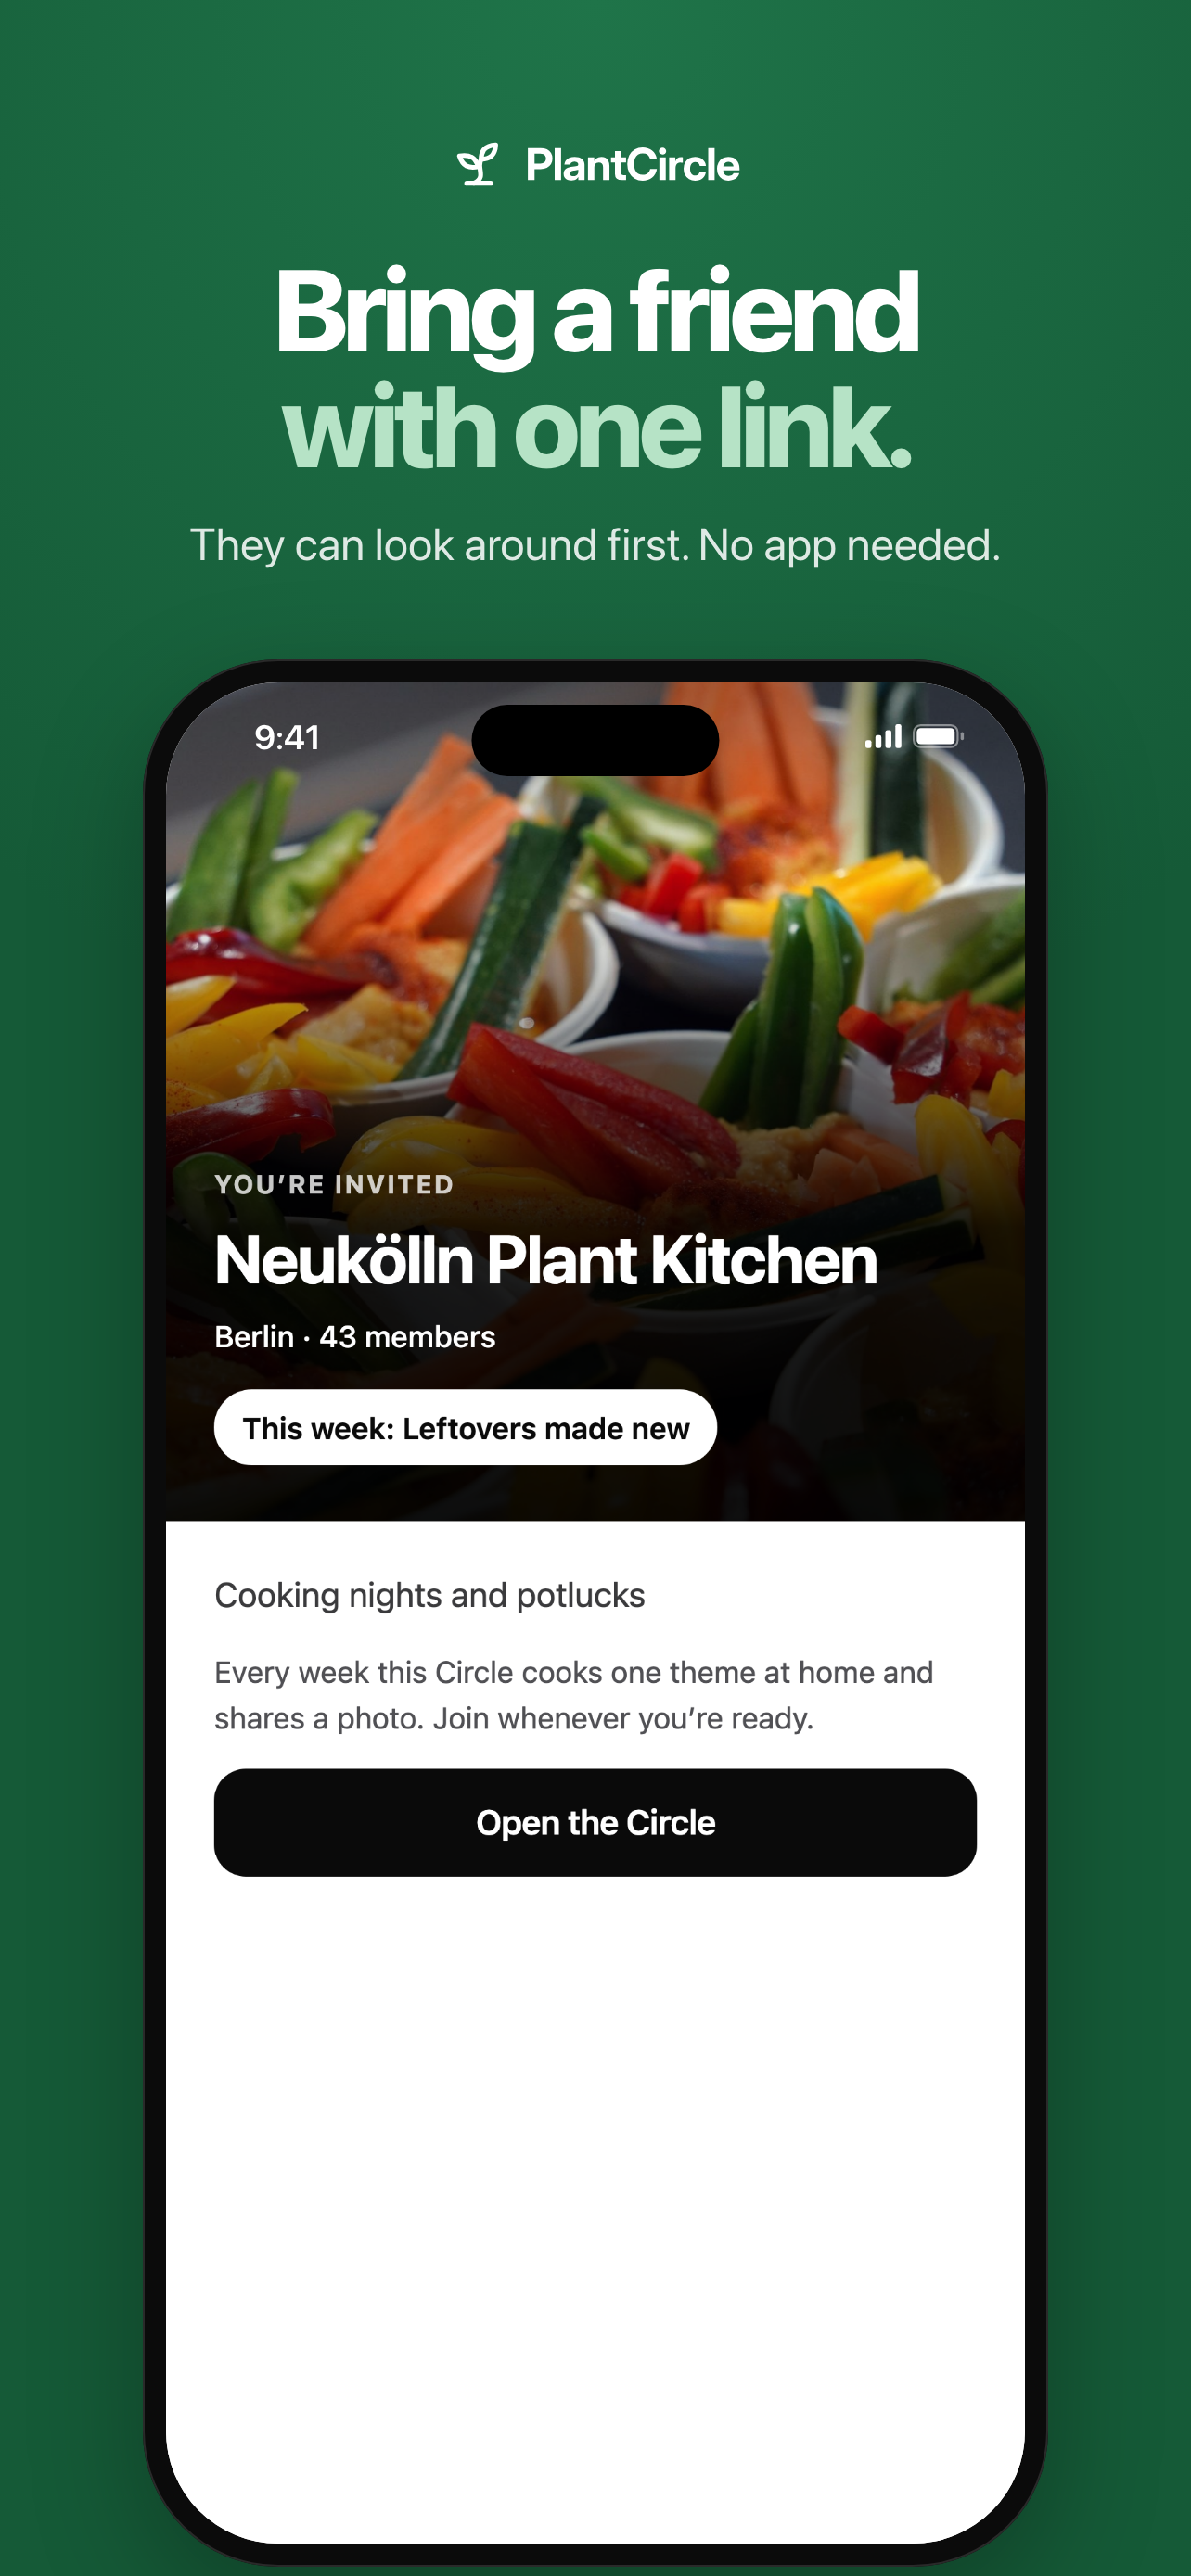 PlantCircle
Bring a friend
with one link.
They can look around first. No app needed.
9:41
YOU’RE INVITED
Neukölln Plant Kitchen
Berlin · 43 members
This week: Leftovers made new
Cooking nights and potlucks
Every week this Circle cooks one theme at home and
shares a photo. Join whenever you’re ready.
Open the Circle